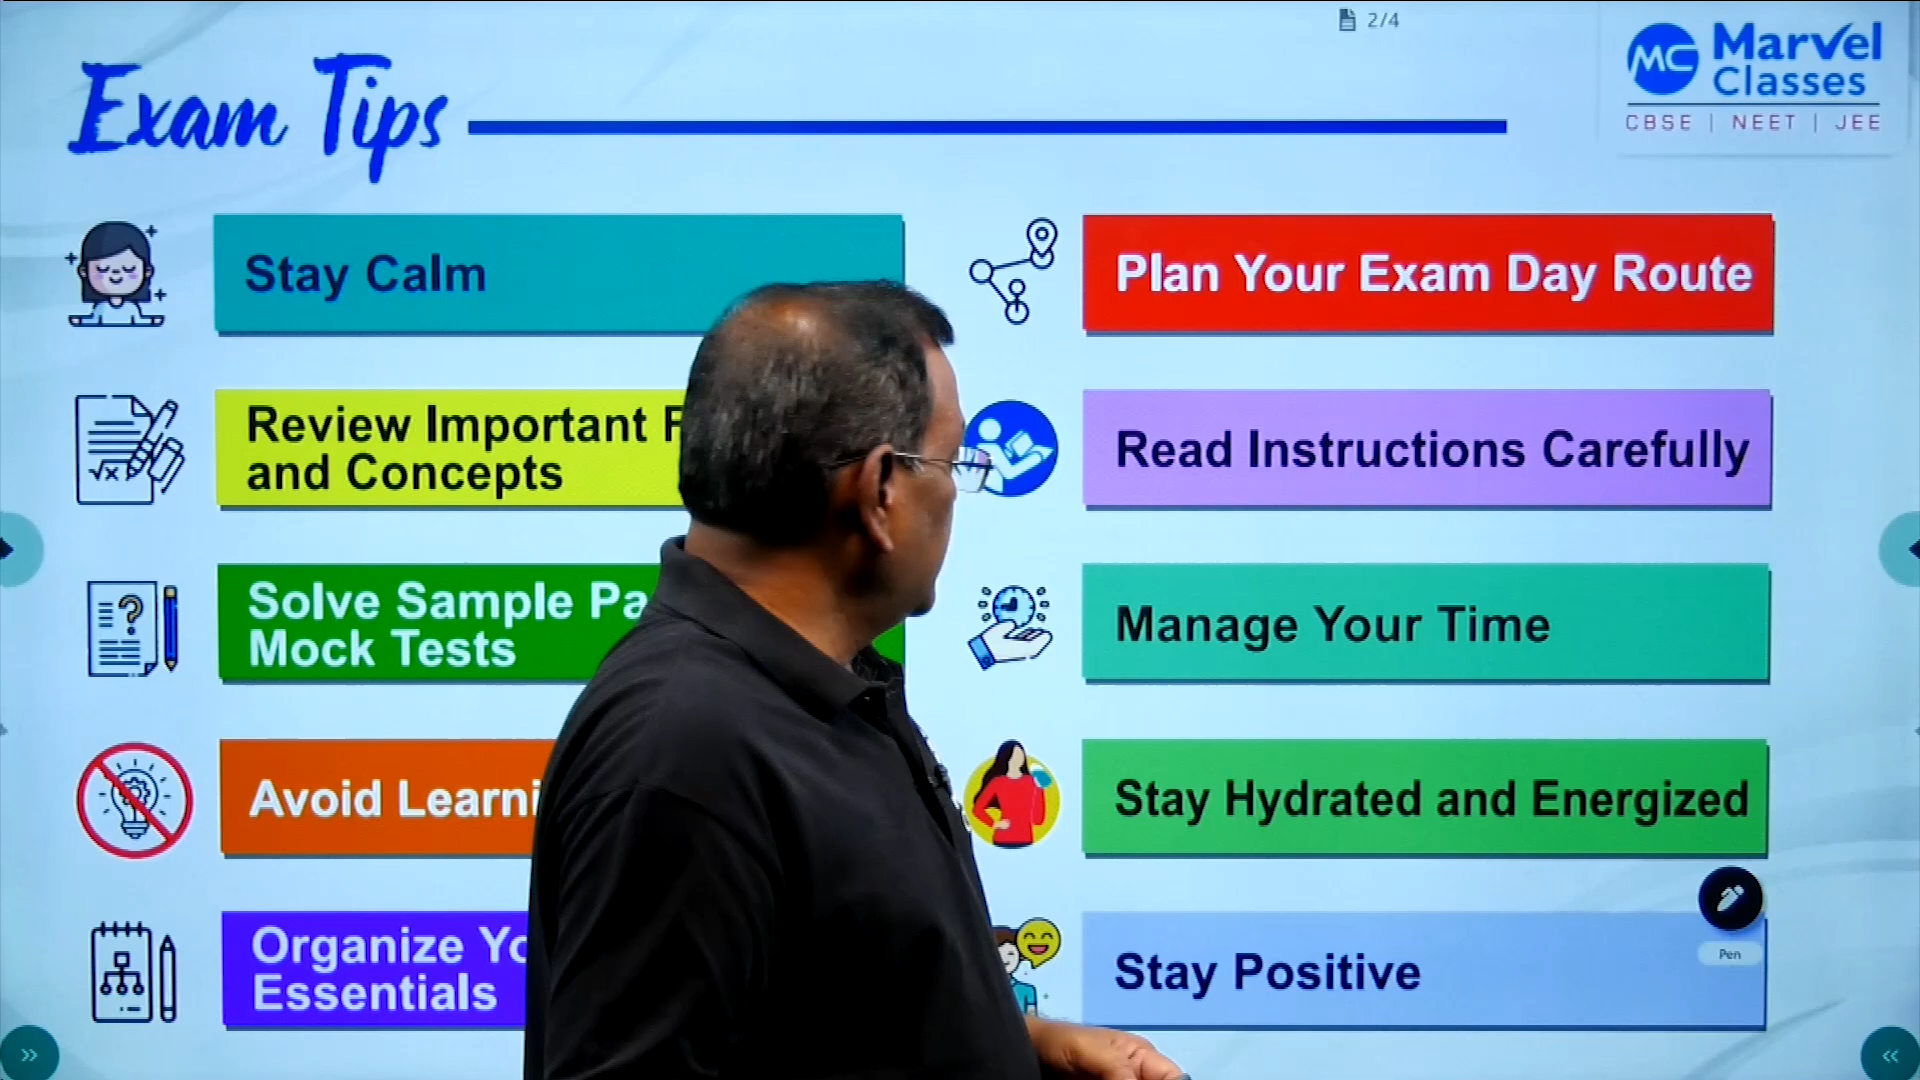 2/4
MC Marvel
Classes
CBSE | NEET | JEE
Exam Tips
Stay Calm
Review Important
and Concepts
Solve Sample
Mock Tests
Avoid
Organize
Essentials
Plan Your Exam Day Route
Read Instructions Carefully
Manage Your Time
Stay Hydrated and Energized
Stay Positive
Pen